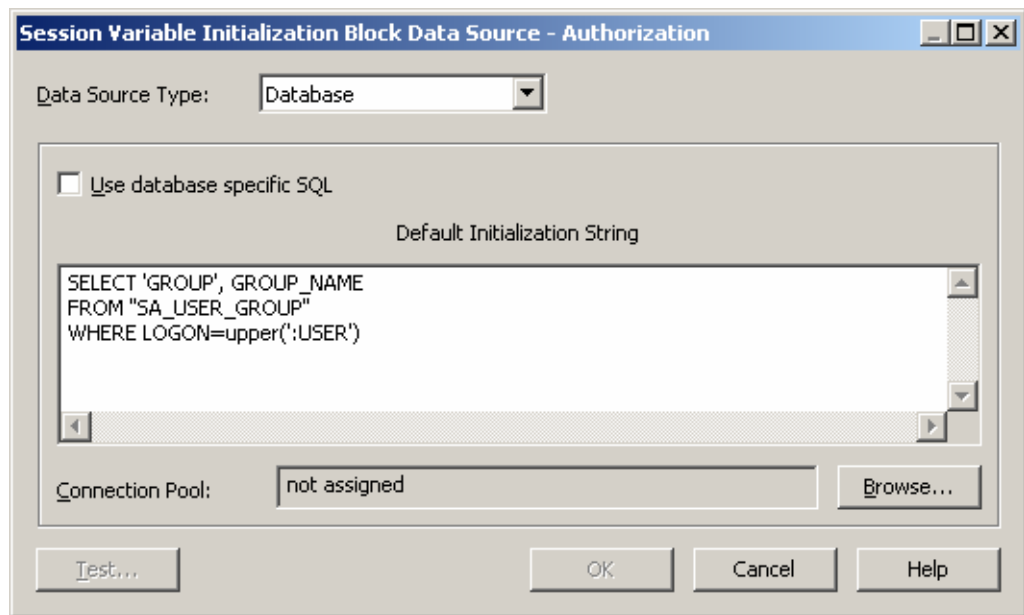 Session Variable Initialization Block Data Source - Authorization
Data Source Type: Database
Use database specific SQL
Default Initialization String
SELECT 'GROUP', GROUP_NAME
FROM "SA_USER_GROUP"
WHERE LOGON=upper(':USER')
Connection Pool: not assigned Browse...
Test... OK Cancel Help